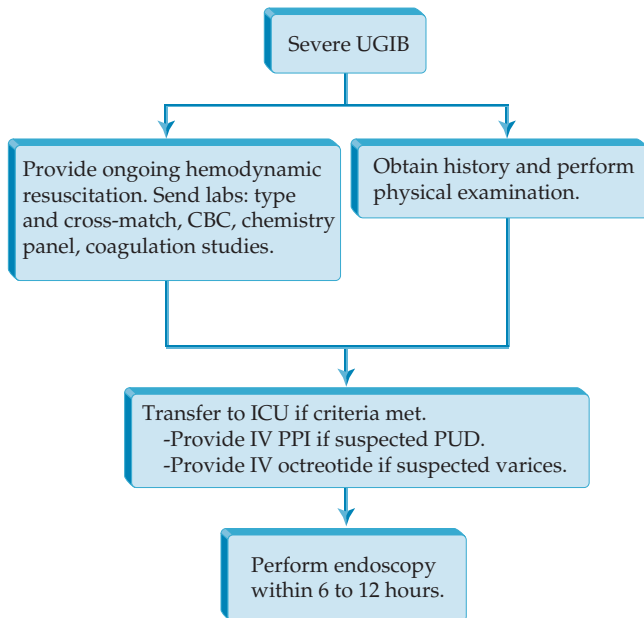 Severe UGIB
Provide ongoing hemodynamic
resuscitation. Send labs: type
and cross-match, CBC, chemistry
panel, coagulation studies.
Obtain history and perform
physical examination.
Transfer to ICU if criteria met.
-Provide IV PPI if suspected PUD.
-Provide IV octreotide if suspected varices.
Perform endoscopy
within 6 to 12 hours.